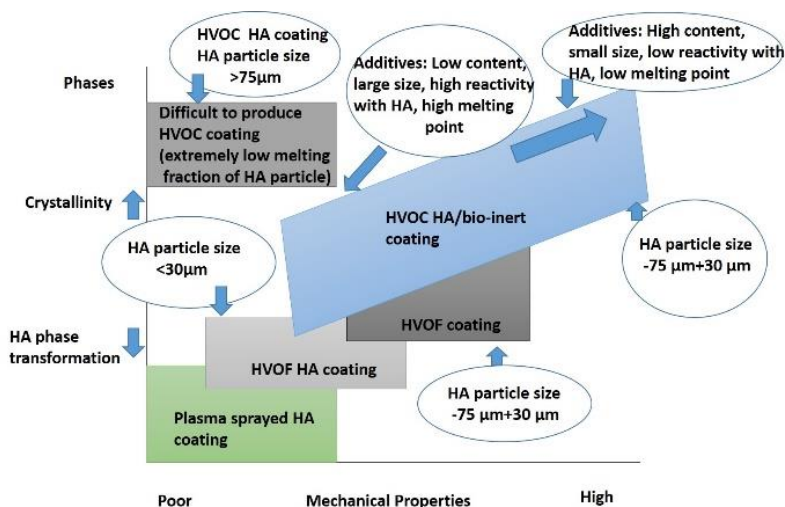 HVOC HA coating
HA particle size
>75μm
Additives: Low content,
large size, high reactivity
with HA, high melting
point
Additives: High content,
small size, low reactivity with
HA, low melting point
Phases
Difficult to produce
HVOC coating
(extremely low melting
fraction of HA particle)
Crystallinity
HVOC HA/bio-inert
coating
HA particle size
<30μm
HA particle size
-75 μm+30 μm
HVOF coating
HA phase
transformation
HVOF HA coating
HA particle size
-75 μm+30 μm
Plasma sprayed HA
coating
Poor
Mechanical Properties
High